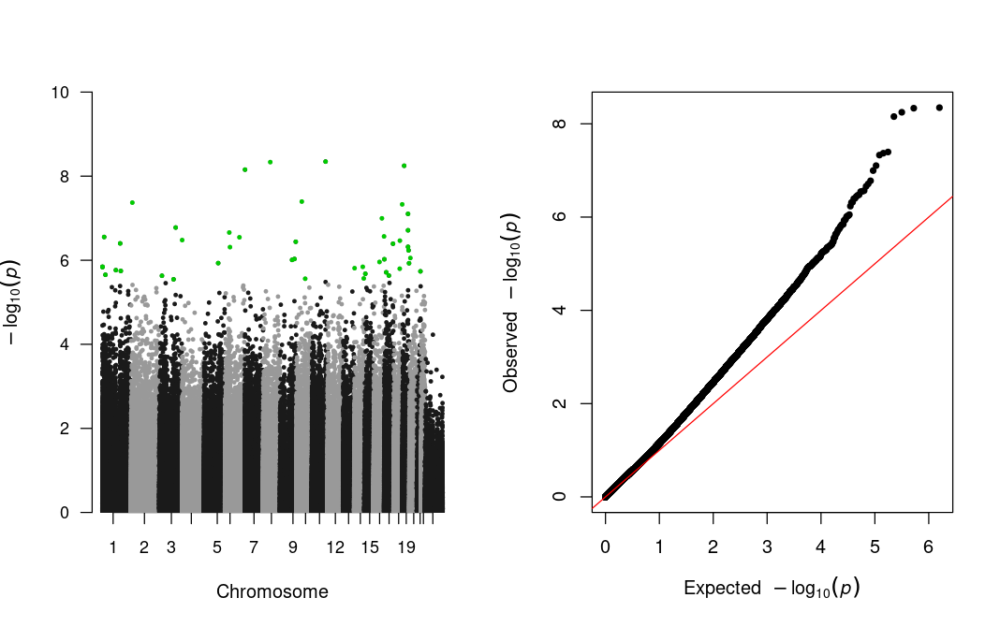 10
8
6
4
2
0
− log10(p)
1 2 3 5 7 9 12 15 19
Chromosome
8
6
4
2
0
Observed − log10(p)
0 1 2 3 4 5 6
Expected − log10(p)